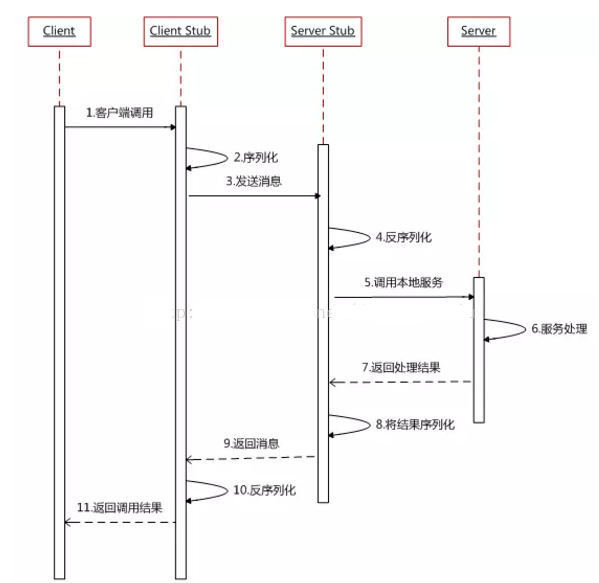 Client
Client Stub
Server Stub
Server
1.客户端调用
2.序列化
3.发送消息
4.反序列化
5.调用本地服务
6.服务处理
7.返回处理结果
8.将结果序列化
9.返回消息
10.反序列化
11.返回调用结果